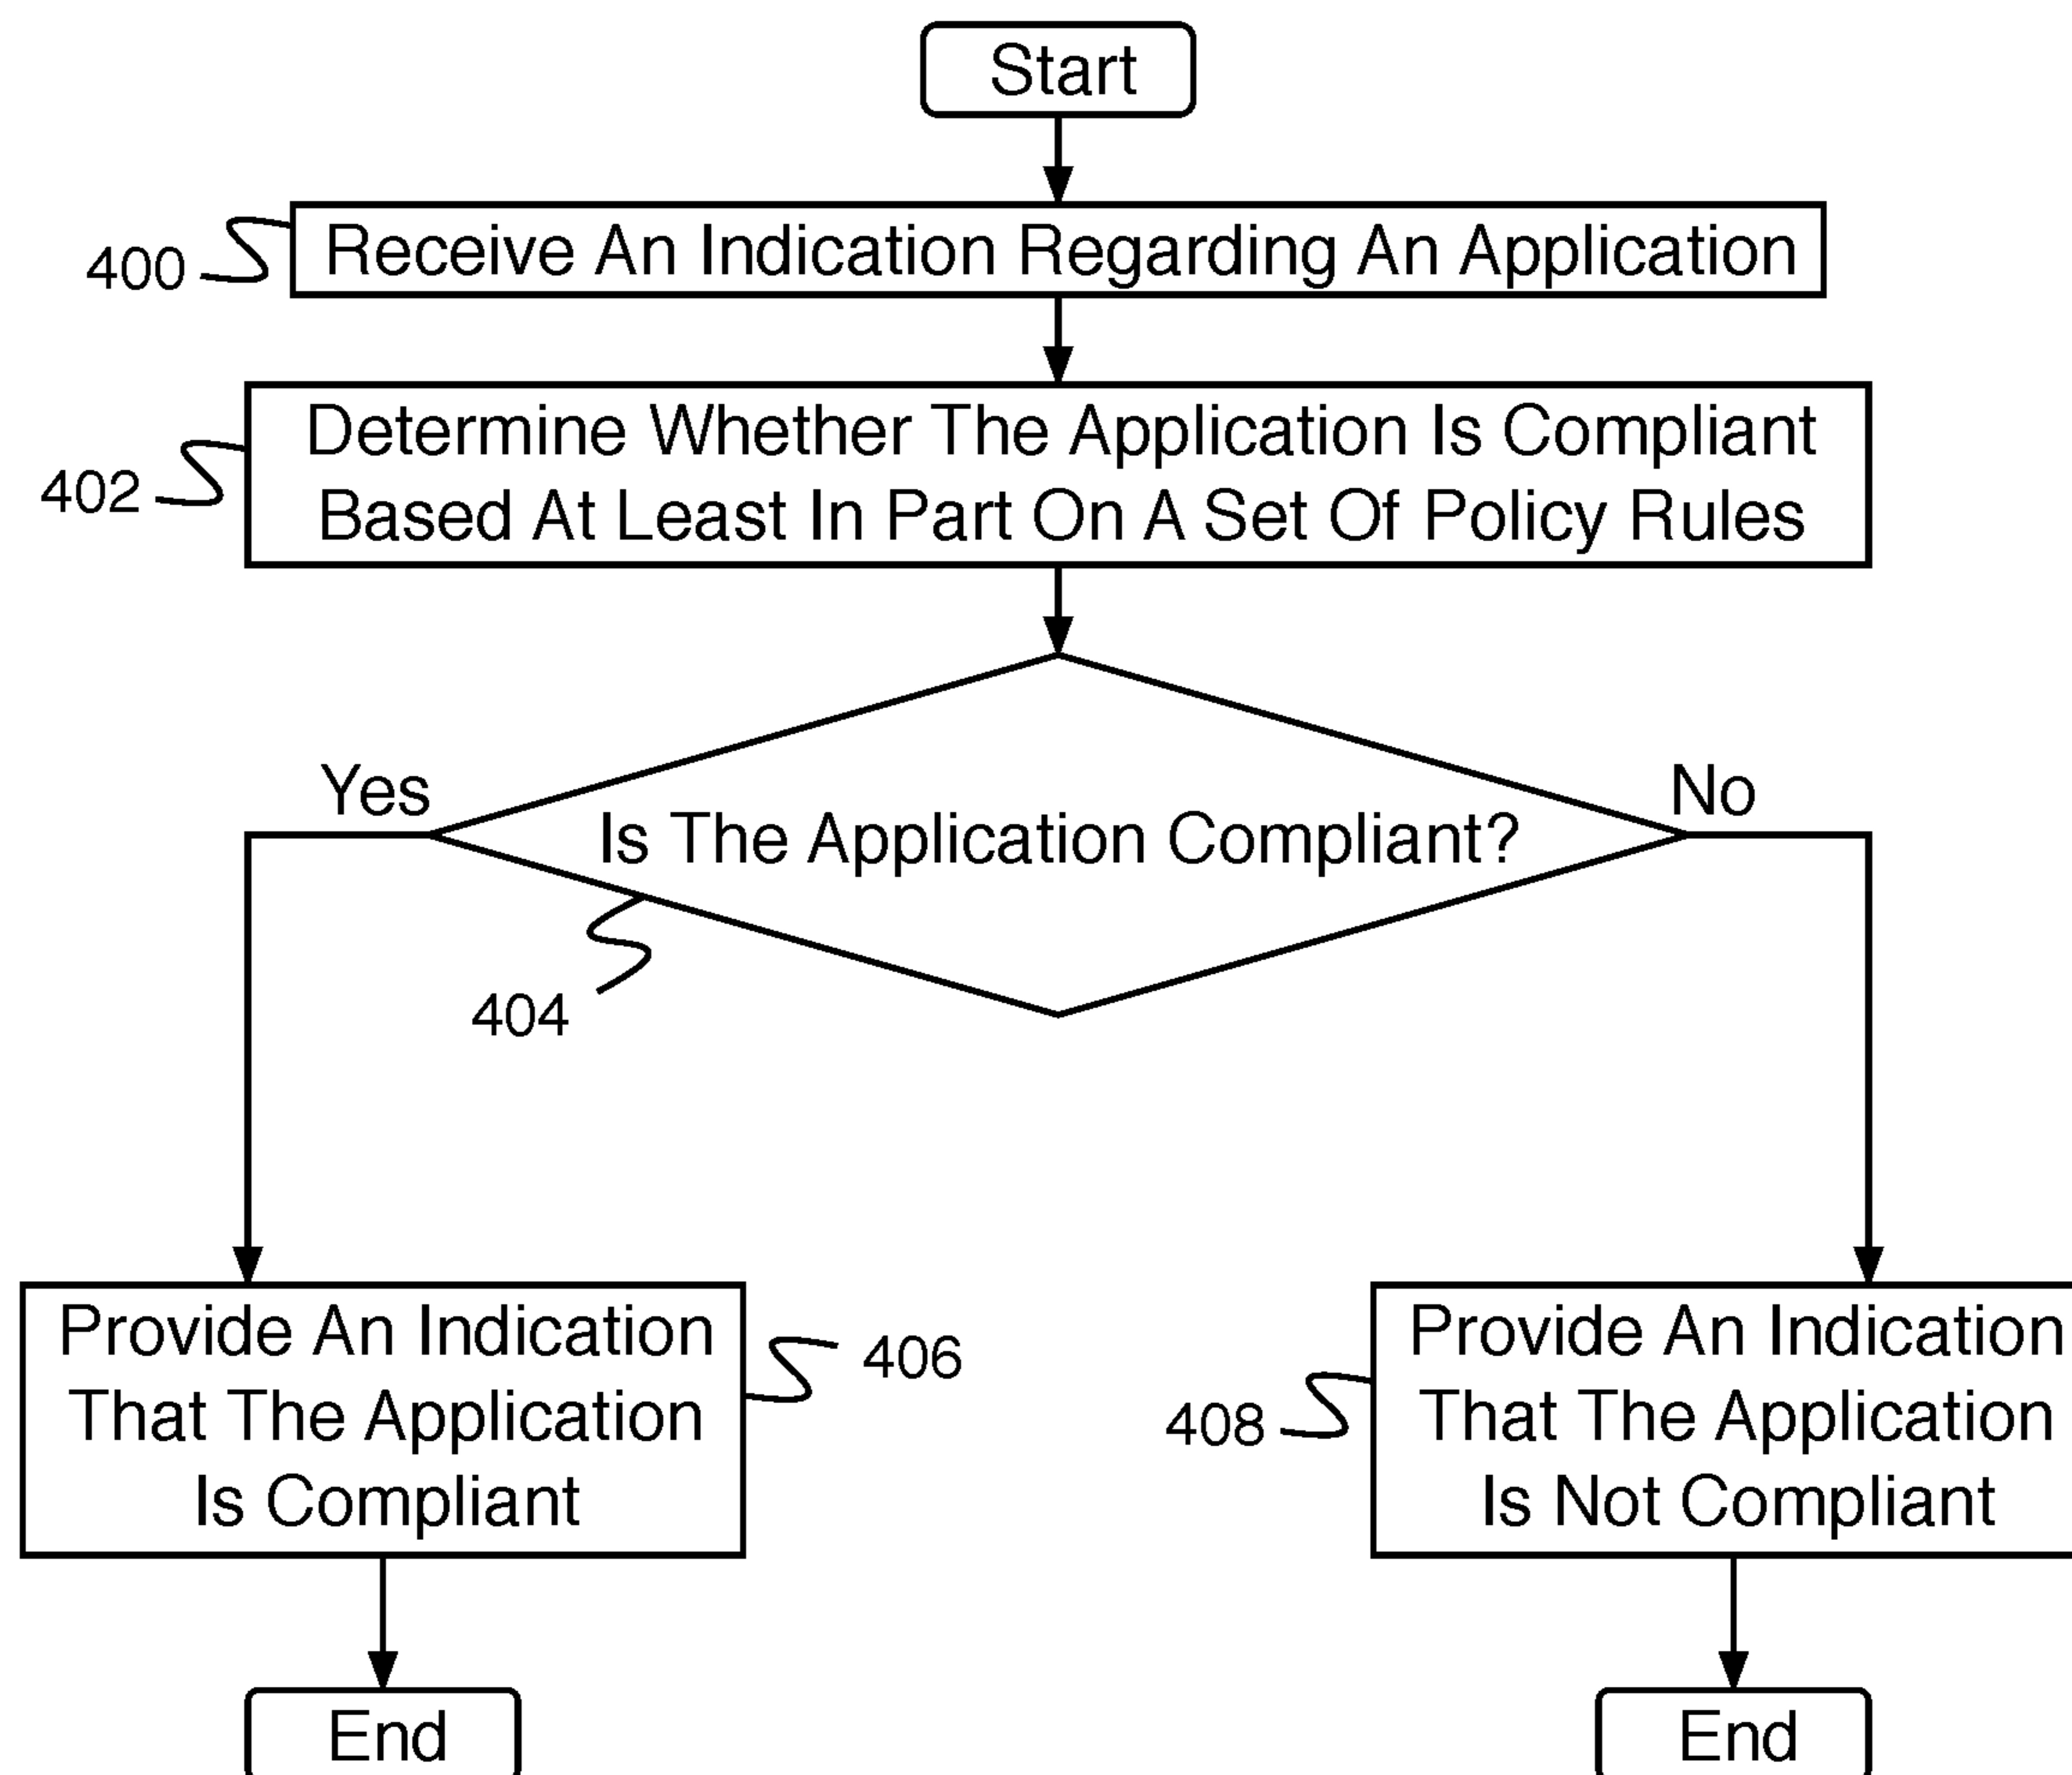 Start
400
Receive An Indication Regarding An Application
402
Determine Whether The Application Is Compliant
Based At Least In Part On A Set Of Policy Rules
Yes
No
Is The Application Compliant?
404
Provide An Indication
That The Application
Is Compliant
406
408
Provide An Indication
That The Application
Is Not Compliant
End
End